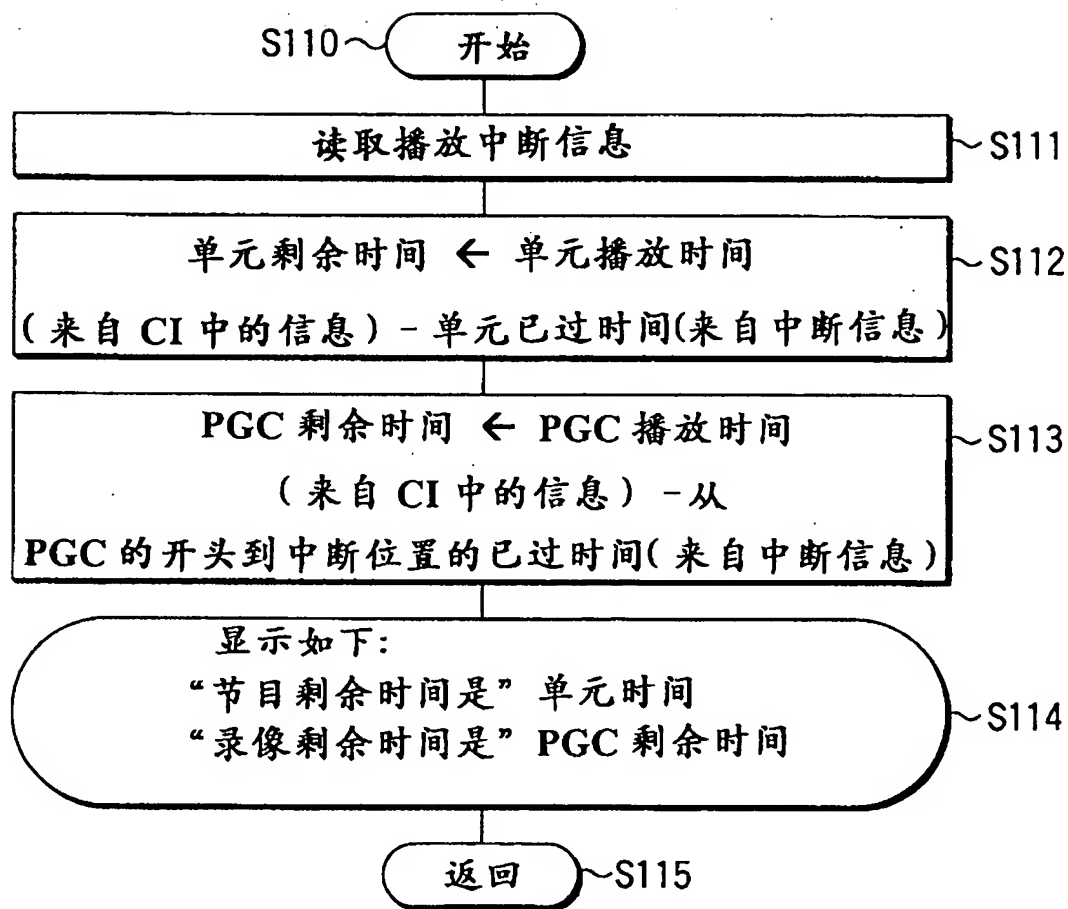 S110 开始
读取播放中断信息 S111
单元剩余时间 ← 单元播放时间 S112
(来自 CI 中的信息) - 单元已过时间(来自中断信息)
PGC 剩余时间 ← PGC 播放时间 S113
(来自 CI 中的信息) - 从
PGC 的开头到中断位置的已过时间(来自中断信息)
显示如下:
“节目剩余时间是” 单元时间
“录像剩余时间是” PGC 剩余时间 S114
返回 S115